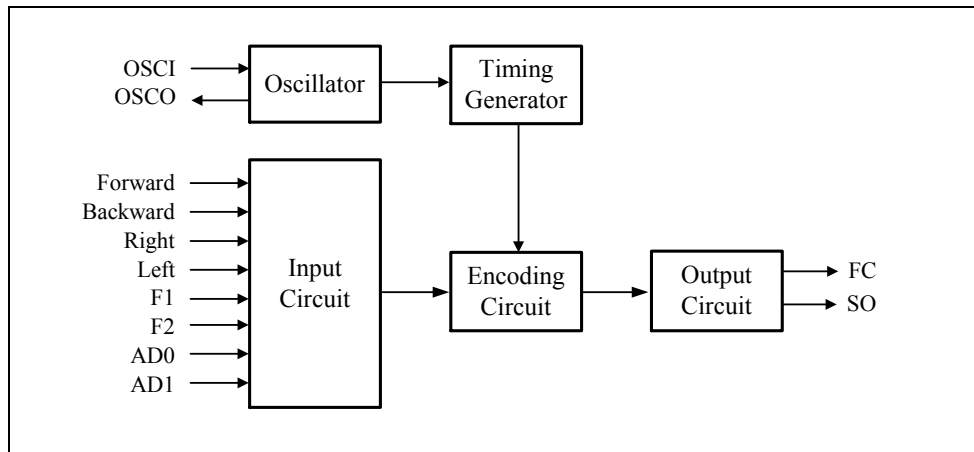 OSCI
OSCO
Oscillator
Timing
Generator
Forward
Backward
Right
Left
F1
F2
AD0
AD1
Input
Circuit
Encoding
Circuit
Output
Circuit
FC
SO